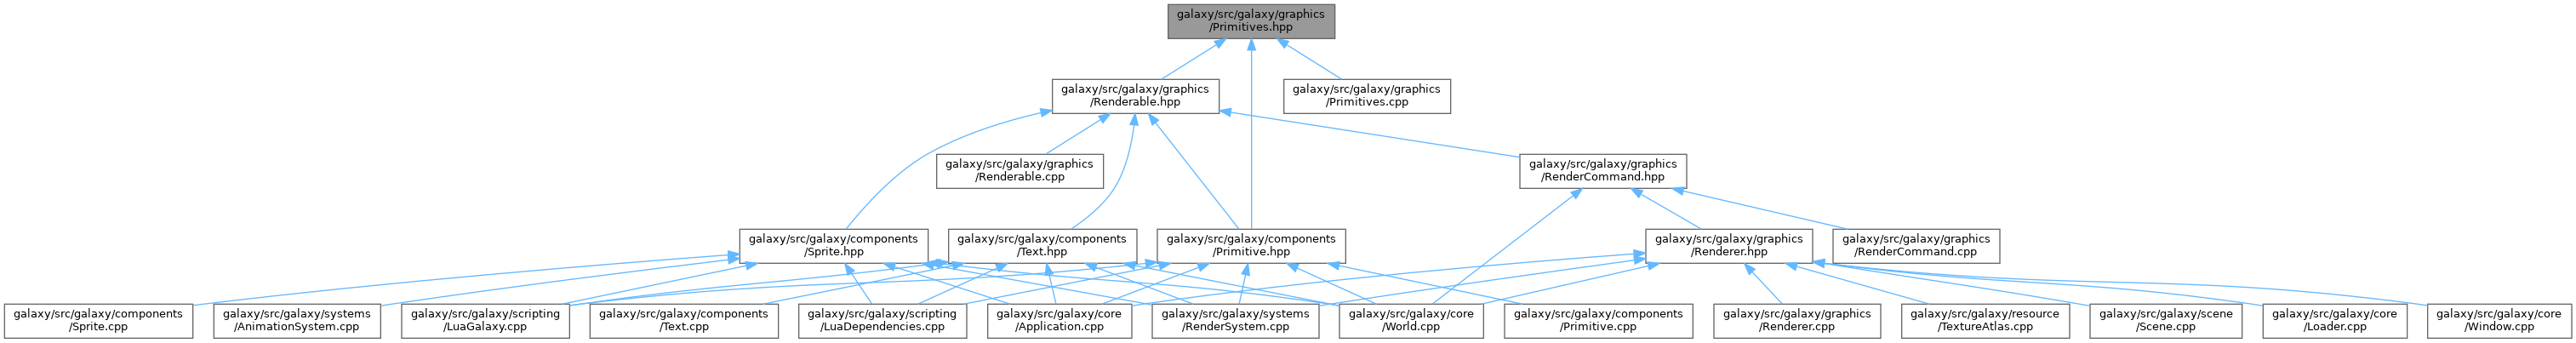 galaxy/src/galaxy/graphics
/Primitives.hpp
galaxy/src/galaxy/graphics
/Renderable.hpp
galaxy/src/galaxy/graphics
/Primitives.cpp
galaxy/src/galaxy/graphics
/Renderable.cpp
galaxy/src/galaxy/graphics
/RenderCommand.hpp
galaxy/src/galaxy/components
/Sprite.hpp
galaxy/src/galaxy/components
/Text.hpp
galaxy/src/galaxy/components
/Primitive.hpp
galaxy/src/galaxy/graphics
/Renderer.hpp
galaxy/src/galaxy/graphics
/RenderCommand.cpp
galaxy/src/galaxy/components
/Sprite.cpp
galaxy/src/galaxy/systems
/AnimationSystem.cpp
galaxy/src/galaxy/scripting
/LuaGalaxy.cpp
galaxy/src/galaxy/components
/Text.cpp
galaxy/src/galaxy/scripting
/LuaDependencies.cpp
galaxy/src/galaxy/core
/Application.cpp
galaxy/src/galaxy/systems
/RenderSystem.cpp
galaxy/src/galaxy/core
/World.cpp
galaxy/src/galaxy/components
/Primitive.cpp
galaxy/src/galaxy/graphics
/Renderer.cpp
galaxy/src/galaxy/resource
/TextureAtlas.cpp
galaxy/src/galaxy/scene
/Scene.cpp
galaxy/src/galaxy/core
/Loader.cpp
galaxy/src/galaxy/core
/Window.cpp